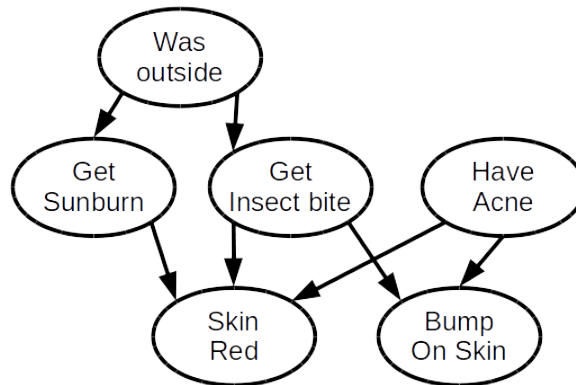 Was
outside
Get
Sunburn
Get
Insect bite
Have
Acne
Skin
Red
Bump
On Skin